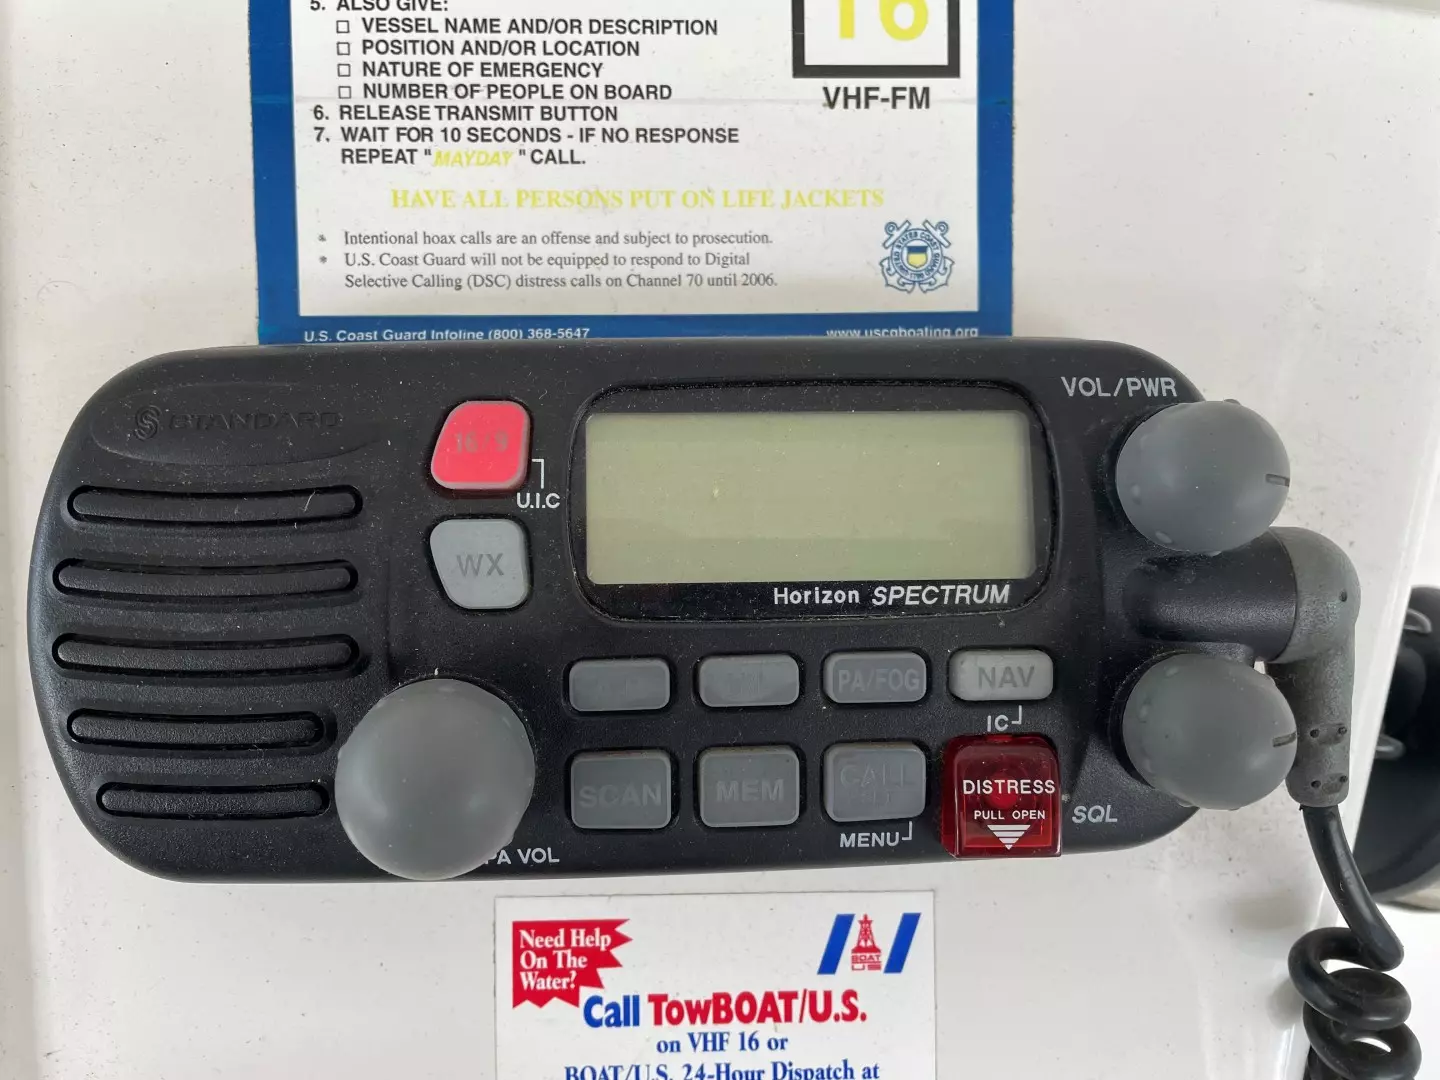 5. ALSO GIVE:
□ VESSEL NAME AND/OR DESCRIPTION
□ POSITION AND/OR LOCATION
□ NATURE OF EMERGENCY
□ NUMBER OF PEOPLE ON BOARD
6. RELEASE TRANSMIT BUTTON
7. WAIT FOR 10 SECONDS - IF NO RESPONSE
REPEAT "MAYDAY" CALL.
16
VHF-FM
HAVE ALL PERSONS PUT ON LIFE JACKETS
* Intentional hoax calls are an offense and subject to prosecution.
* U.S. Coast Guard will not be equipped to respond to Digital
Selective Calling (DSC) distress calls on Channel 70 until 2006.
U.S. Coast Guard Infoline (800) 368-5647
www.uscgboating.org
STANDARD
16/9
U.I.C
WX
VOL/PWR
Horizon SPECTRUM
PA/FOG
NAV
IC
SCAN
MEM
CALL
MENU
DISTRESS
PULL OPEN
SQL
PA VOL
Need Help
On The
Water?
BOAT
US
Call TowBOAT/U.S.
on VHF 16 or
BOAT/U.S. 24-Hour Dispatch at